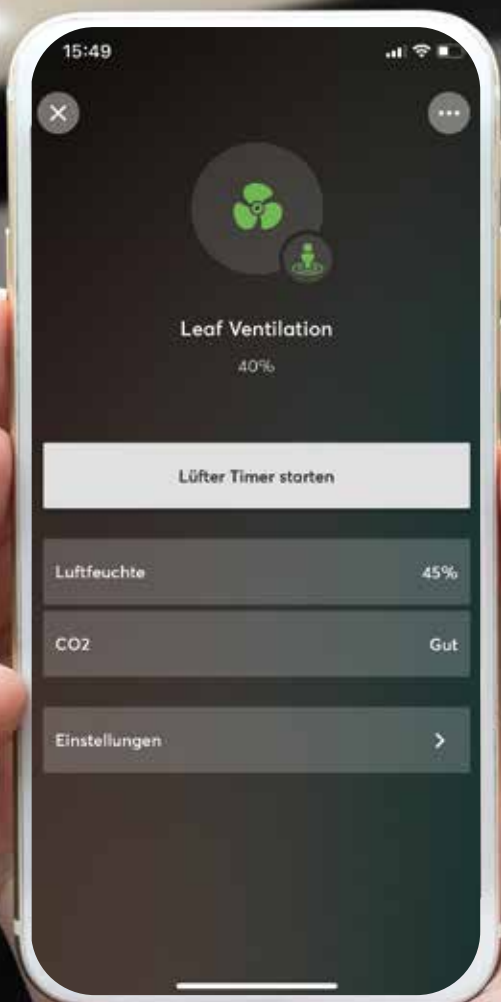 15:49
Leaf Ventilation
40%
Lüfter Timer starten
Luftfeuchte 45%
CO2 Gut
Einstellungen